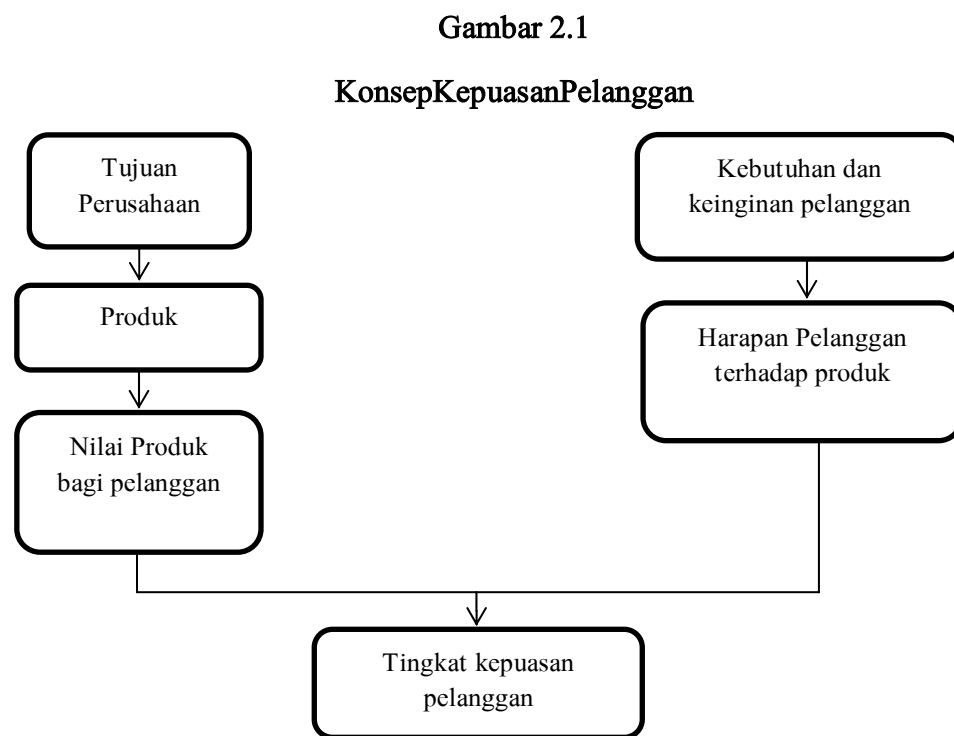 Gambar 2.1
KonsepKepuasanPelanggan
Tujuan
Perusahaan
Produk
Nilai Produk
bagi pelanggan
Kebutuhan dan
keinginan pelanggan
Harapan Pelanggan
terhadap produk
Tingkat kepuasan
pelanggan